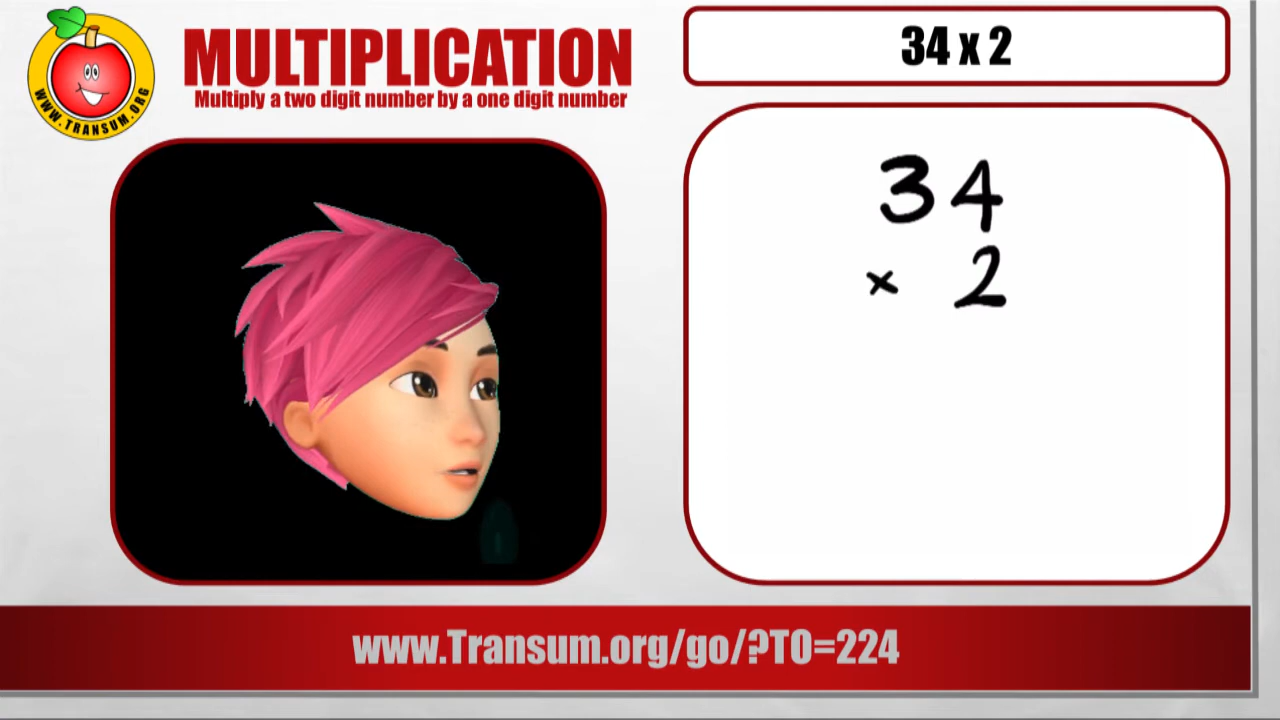 WWW.TRANSUM.ORG
MULTIPLICATION
Multiply a two digit number by a one digit number
34 x 2
34
× 2
www.Transum.org/go/?TO=224